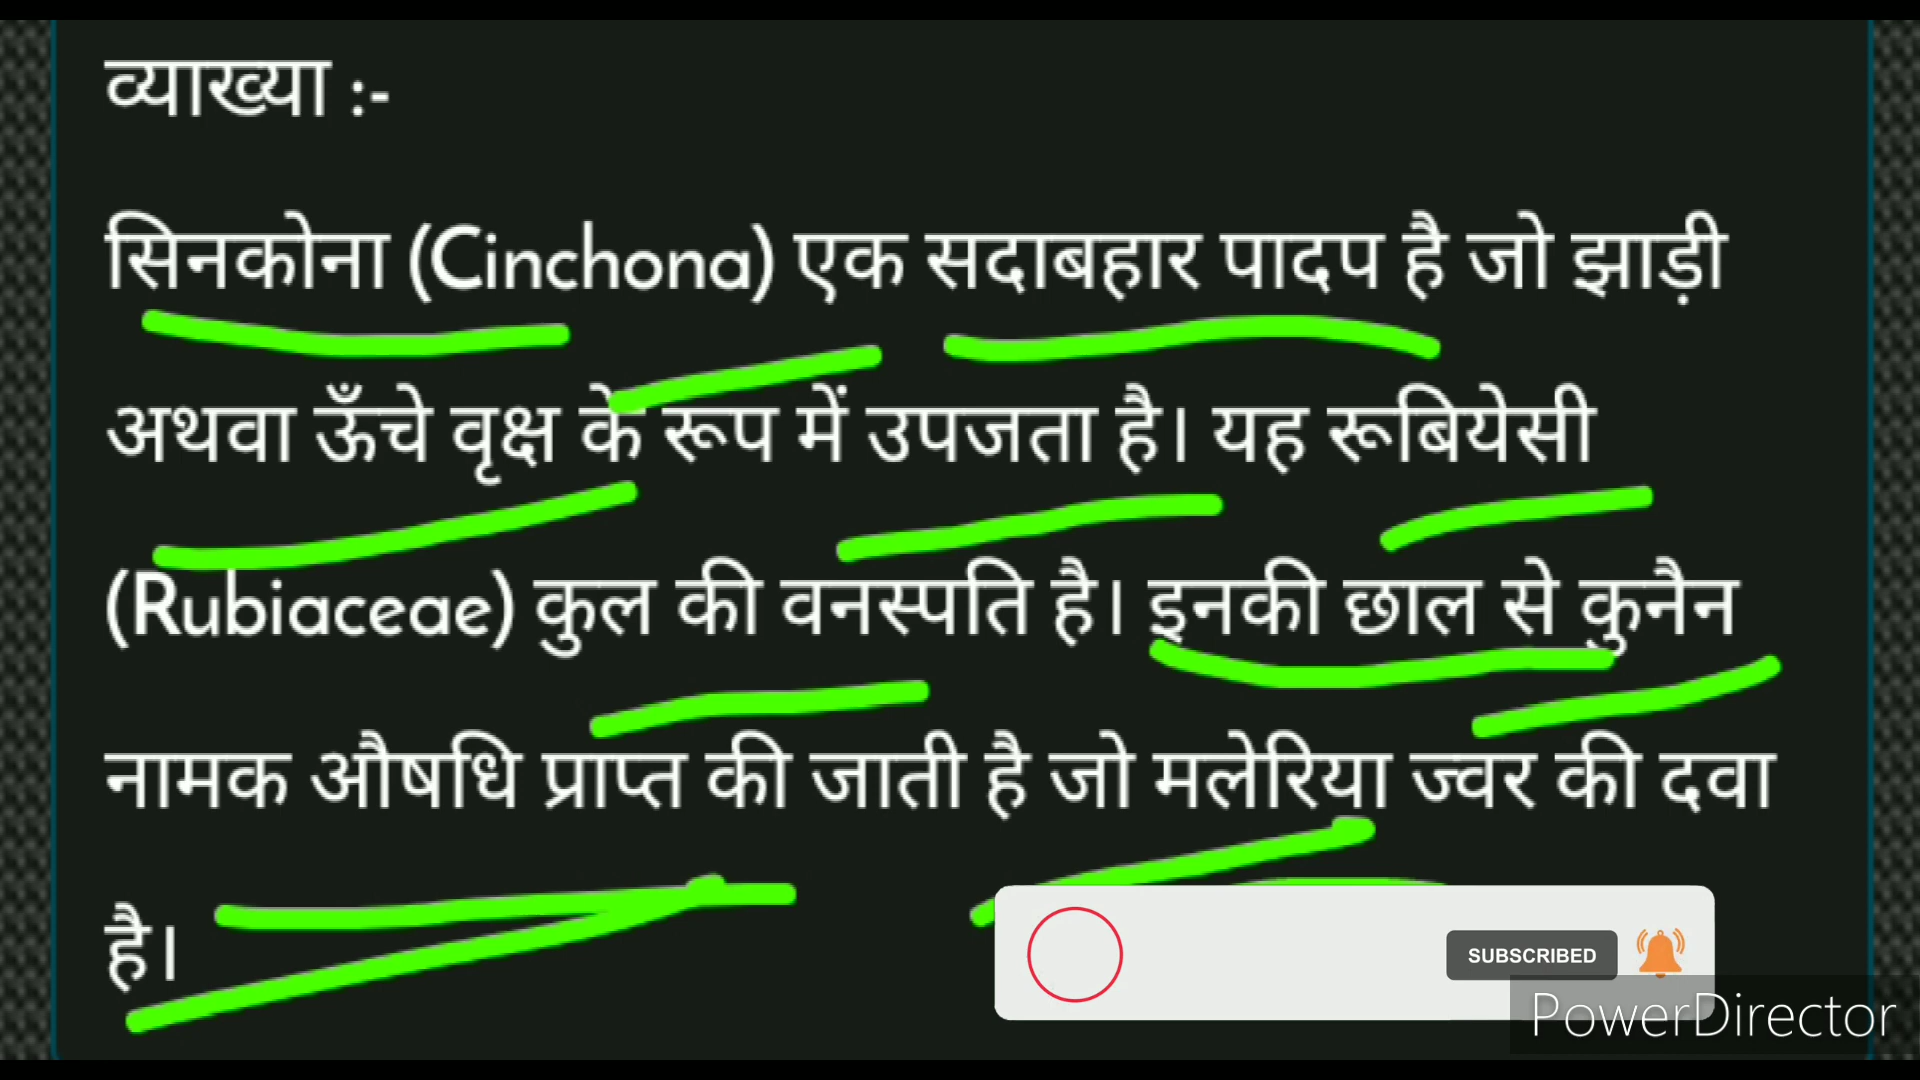 व्याख्या :-
सिनकोना (Cinchona) एक सदाबहार पादप है जो झाड़ी
अथवा ऊँचे वृक्ष के रूप में उपजता है। यह रूबियेसी
(Rubiaceae) कुल की वनस्पति है। इनकी छाल से कुनैन
नामक औषधि प्राप्त की जाती है जो मलेरिया ज्वर की दवा
है।
SUBSCRIBED
PowerDirector